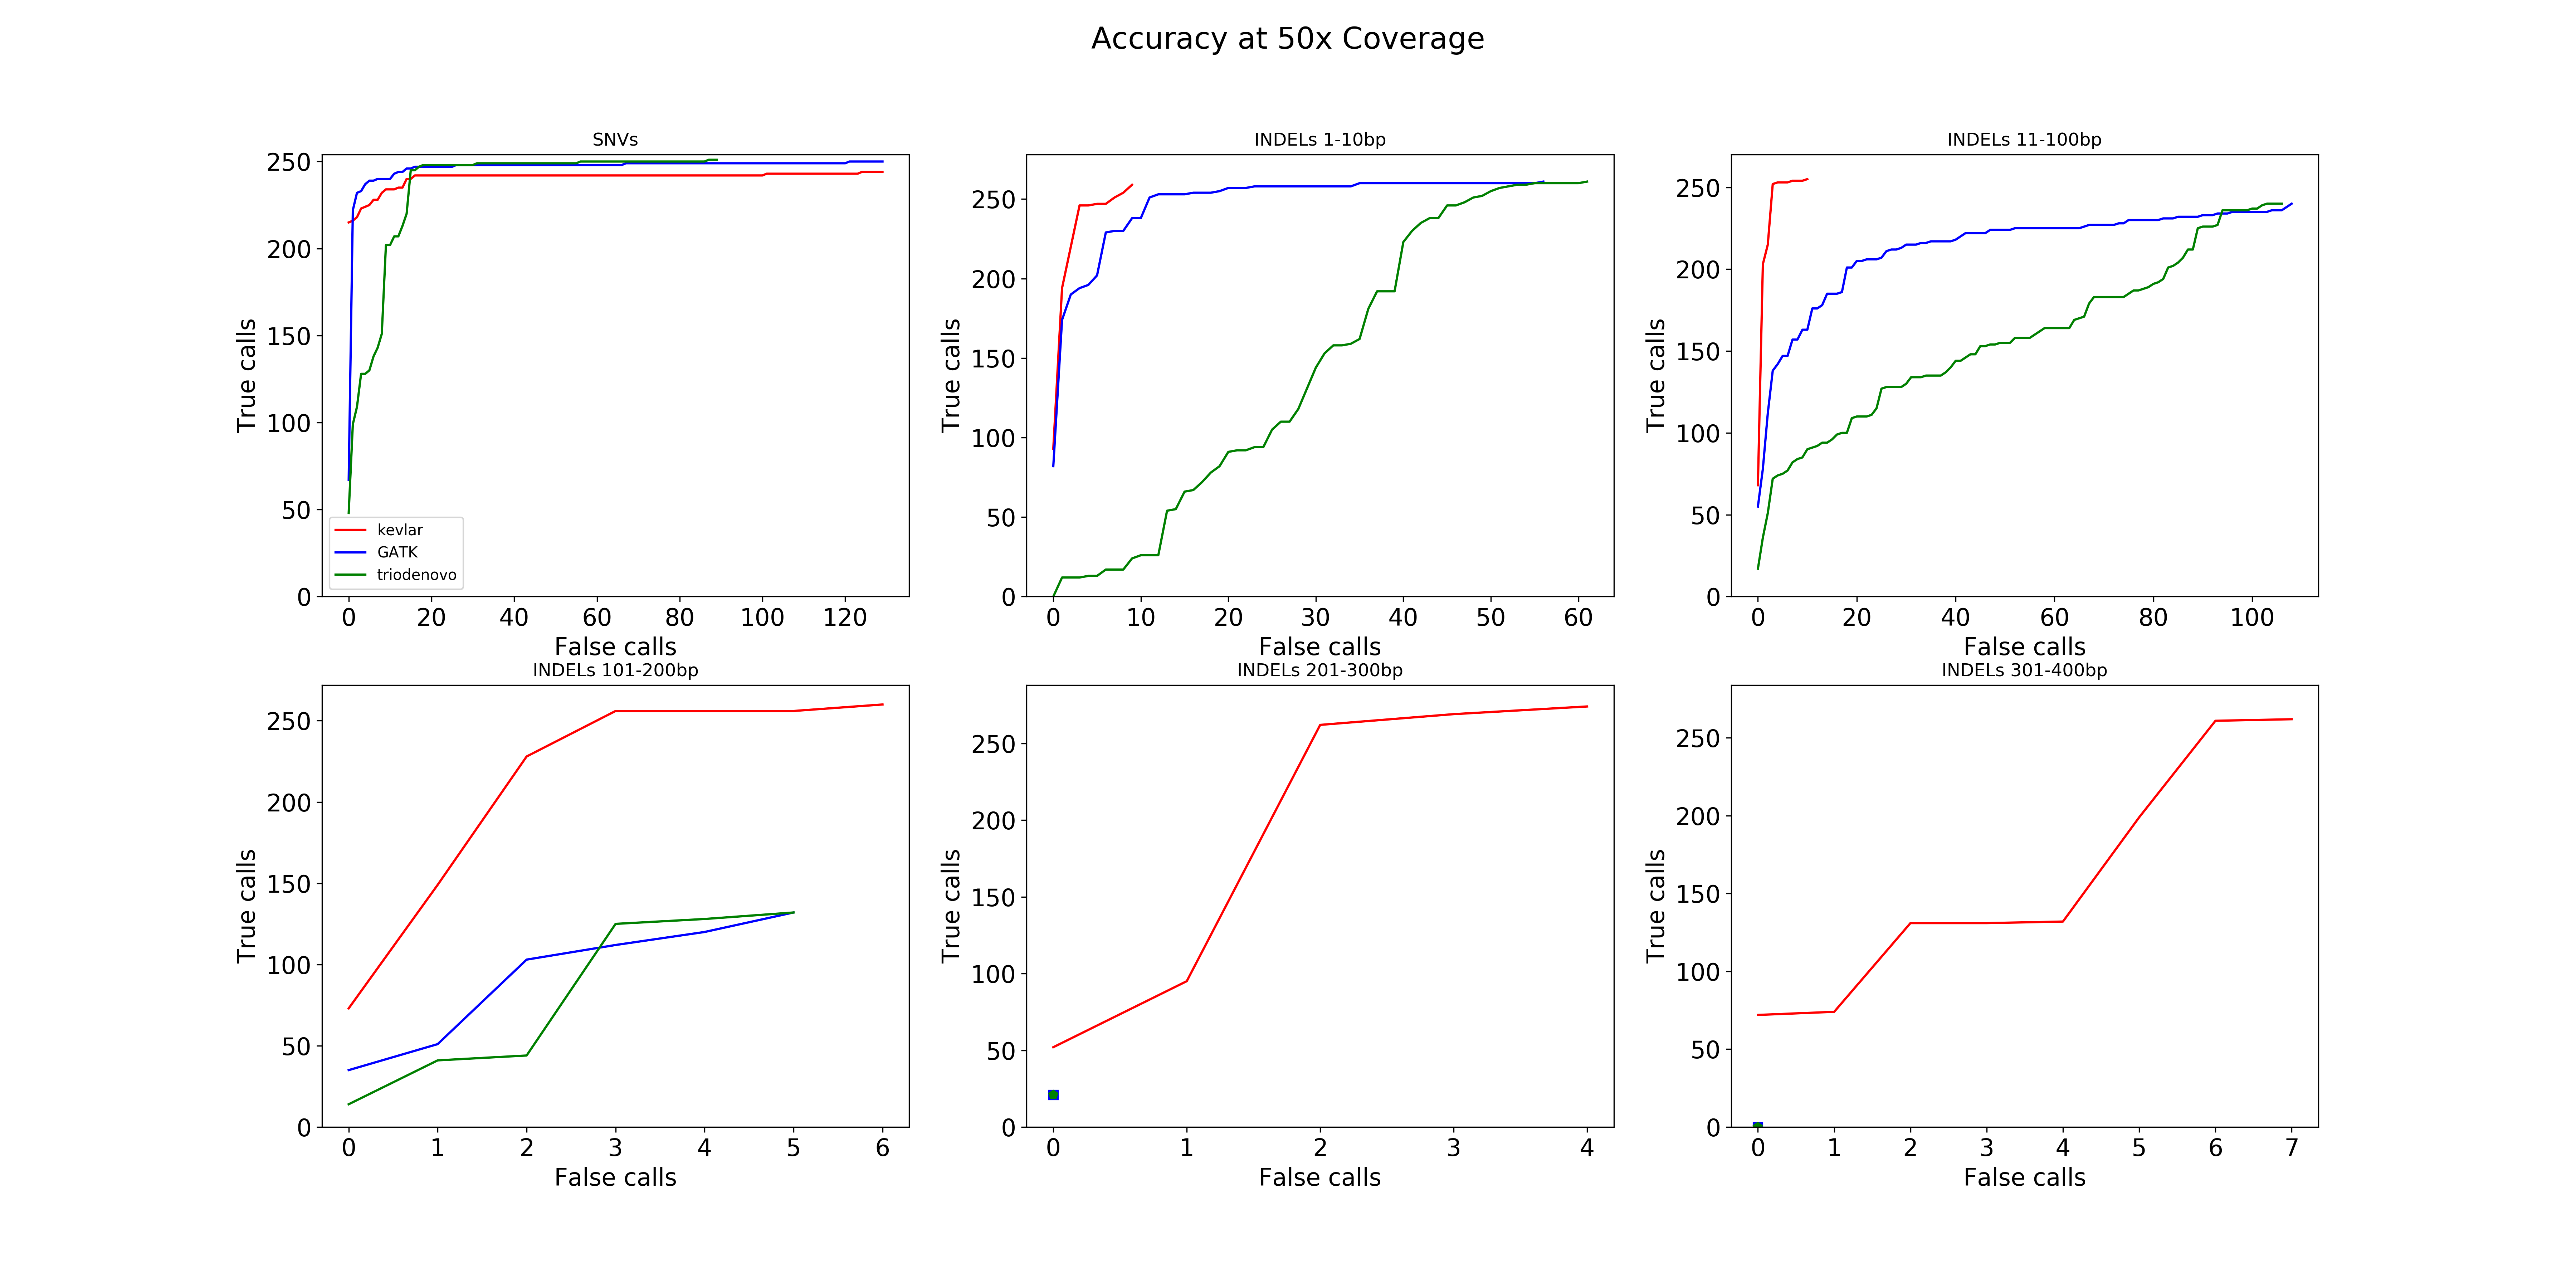 Accuracy at 50x Coverage
SNVs
True calls
250
200
150
100
50
0
kevlar
GATK
triodenovo
0 20 40 60 80 100 120
False calls
INDELs 1-10bp
True calls
250
200
150
100
50
0
0 10 20 30 40 50 60
False calls
INDELs 11-100bp
True calls
250
200
150
100
50
0
0 20 40 60 80 100
False calls
INDELs 101-200bp
True calls
250
200
150
100
50
0
0 1 2 3 4 5 6
False calls
INDELs 201-300bp
True calls
250
200
150
100
50
0
0 1 2 3 4
False calls
INDELs 301-400bp
True calls
250
200
150
100
50
0
0 1 2 3 4 5 6 7
False calls